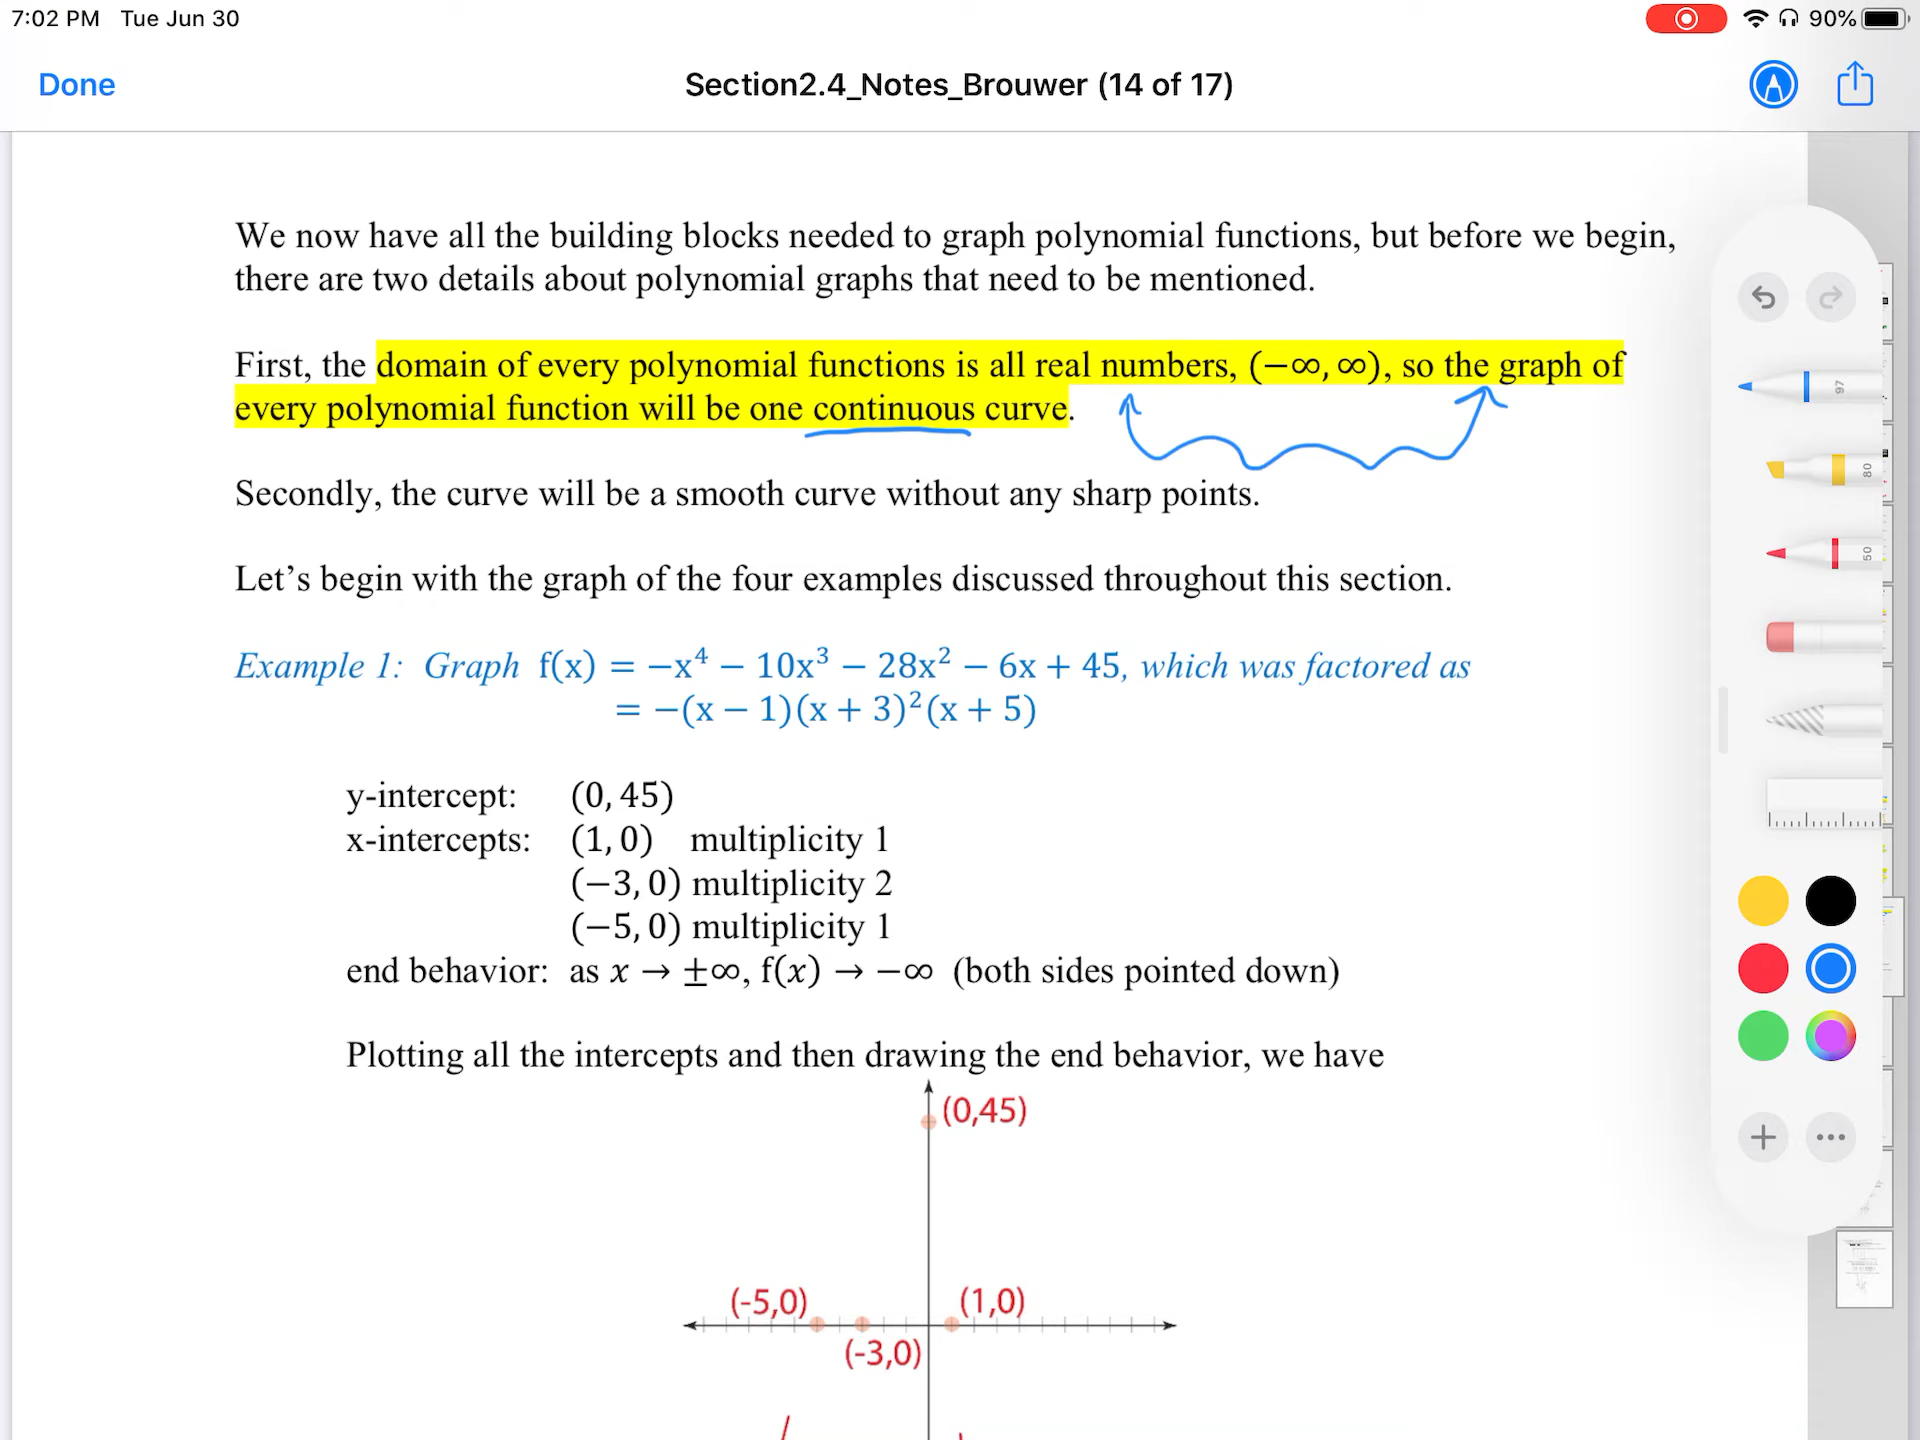 7:02 PM Tue Jun 30
90%
Done
Section2.4_Notes_Brouwer (14 of 17)
We now have all the building blocks needed to graph polynomial functions, but before we begin,
there are two details about polynomial graphs that need to be mentioned.
First, the domain of every polynomial functions is all real numbers, (−∞, ∞), so the graph of
every polynomial function will be one continuous curve.
Secondly, the curve will be a smooth curve without any sharp points.
Let’s begin with the graph of the four examples discussed throughout this section.
Example 1: Graph f(x) = −x⁴ − 10x³ − 28x² − 6x + 45, which was factored as
= −(x − 1)(x + 3)²(x + 5)
y-intercept: (0, 45)
x-intercepts: (1, 0) multiplicity 1
(−3, 0) multiplicity 2
(−5, 0) multiplicity 1
end behavior: as x → ±∞, f(x) → −∞ (both sides pointed down)
Plotting all the intercepts and then drawing the end behavior, we have
(0,45)
(-5,0)
(1,0)
(-3,0)
97
80
50